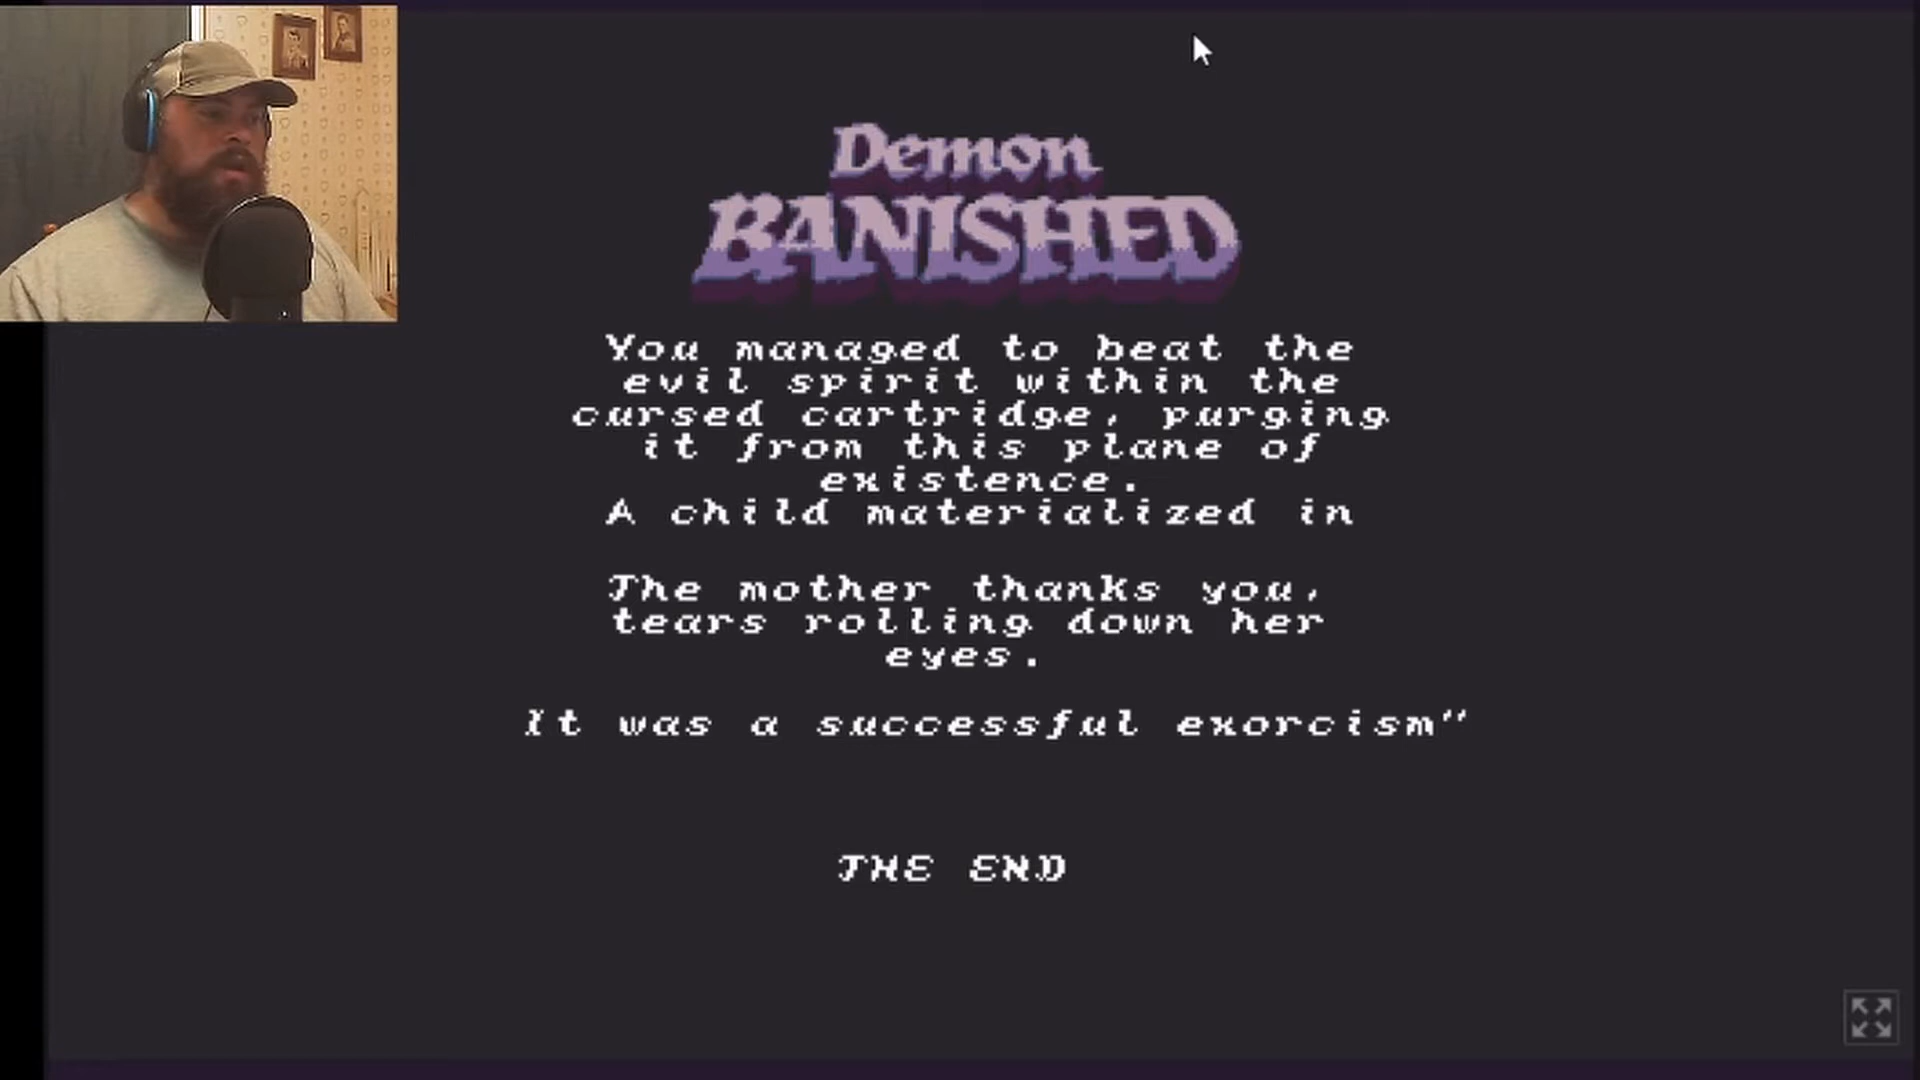 Demon
BANISHED
You managed to beat the
evil spirit within the
cursed cartridge, purging
it from this plane of
existence.
A child materialized in
The mother thanks you,
tears rolling down her
eyes.
It was a successful exorcism"
THE END